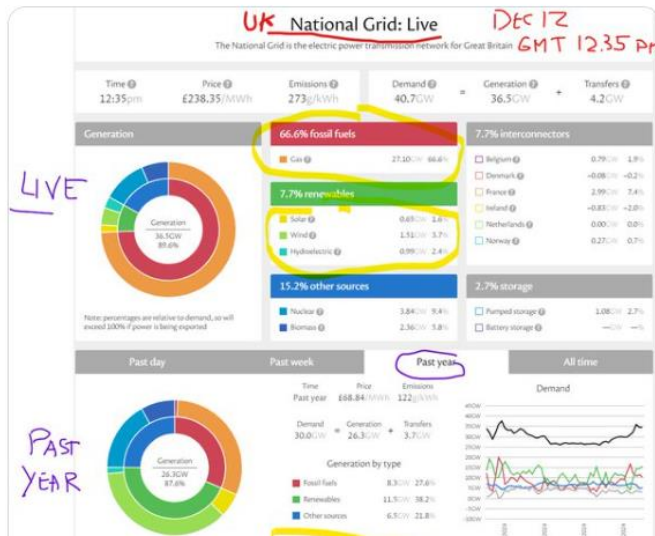 UK National Grid: Live DEC 12
The National Grid is the electric power transmission network for Great Britain GMT 12.35 pm
Time Price Emissions Demand Generation Transfers
12:35pm £238.35/MWh 273g/kWh 40.7GW = 36.5GW + 4.2GW
LIVE
Generation
Generation
36.5GW
89.6%
Note: percentages are relative to demand, so will
exceed 100% if power is being exported
66.6% fossil fuels
Gas 27.10GW 66.6%
7.7% renewables
Solar 0.65GW 1.6%
Wind 1.51GW 3.7%
Hydroelectric 0.99GW 2.4%
15.2% other sources
Nuclear 3.84GW 9.4%
Biomass 2.36GW 5.8%
7.7% interconnectors
Belgium 0.79GW 1.9%
Denmark −0.08GW −0.2%
France 2.99GW 7.4%
Ireland −0.83GW −2.0%
Netherlands 0.00GW 0.0%
Norway 0.27GW 0.7%
2.7% storage
Pumped storage 1.08GW 2.7%
Battery storage —GW —%
Past day Past week Past year All time
PAST
YEAR
Generation
26.3GW
87.6%
Time Price Emissions
Past year £68.84/MWh 122g/kWh
Demand Generation Transfers
30.0GW = 26.3GW + 3.7GW
Generation by type
Fossil fuels 8.3GW 27.6%
Renewables 11.5GW 38.2%
Other sources 6.5GW 21.8%
Demand